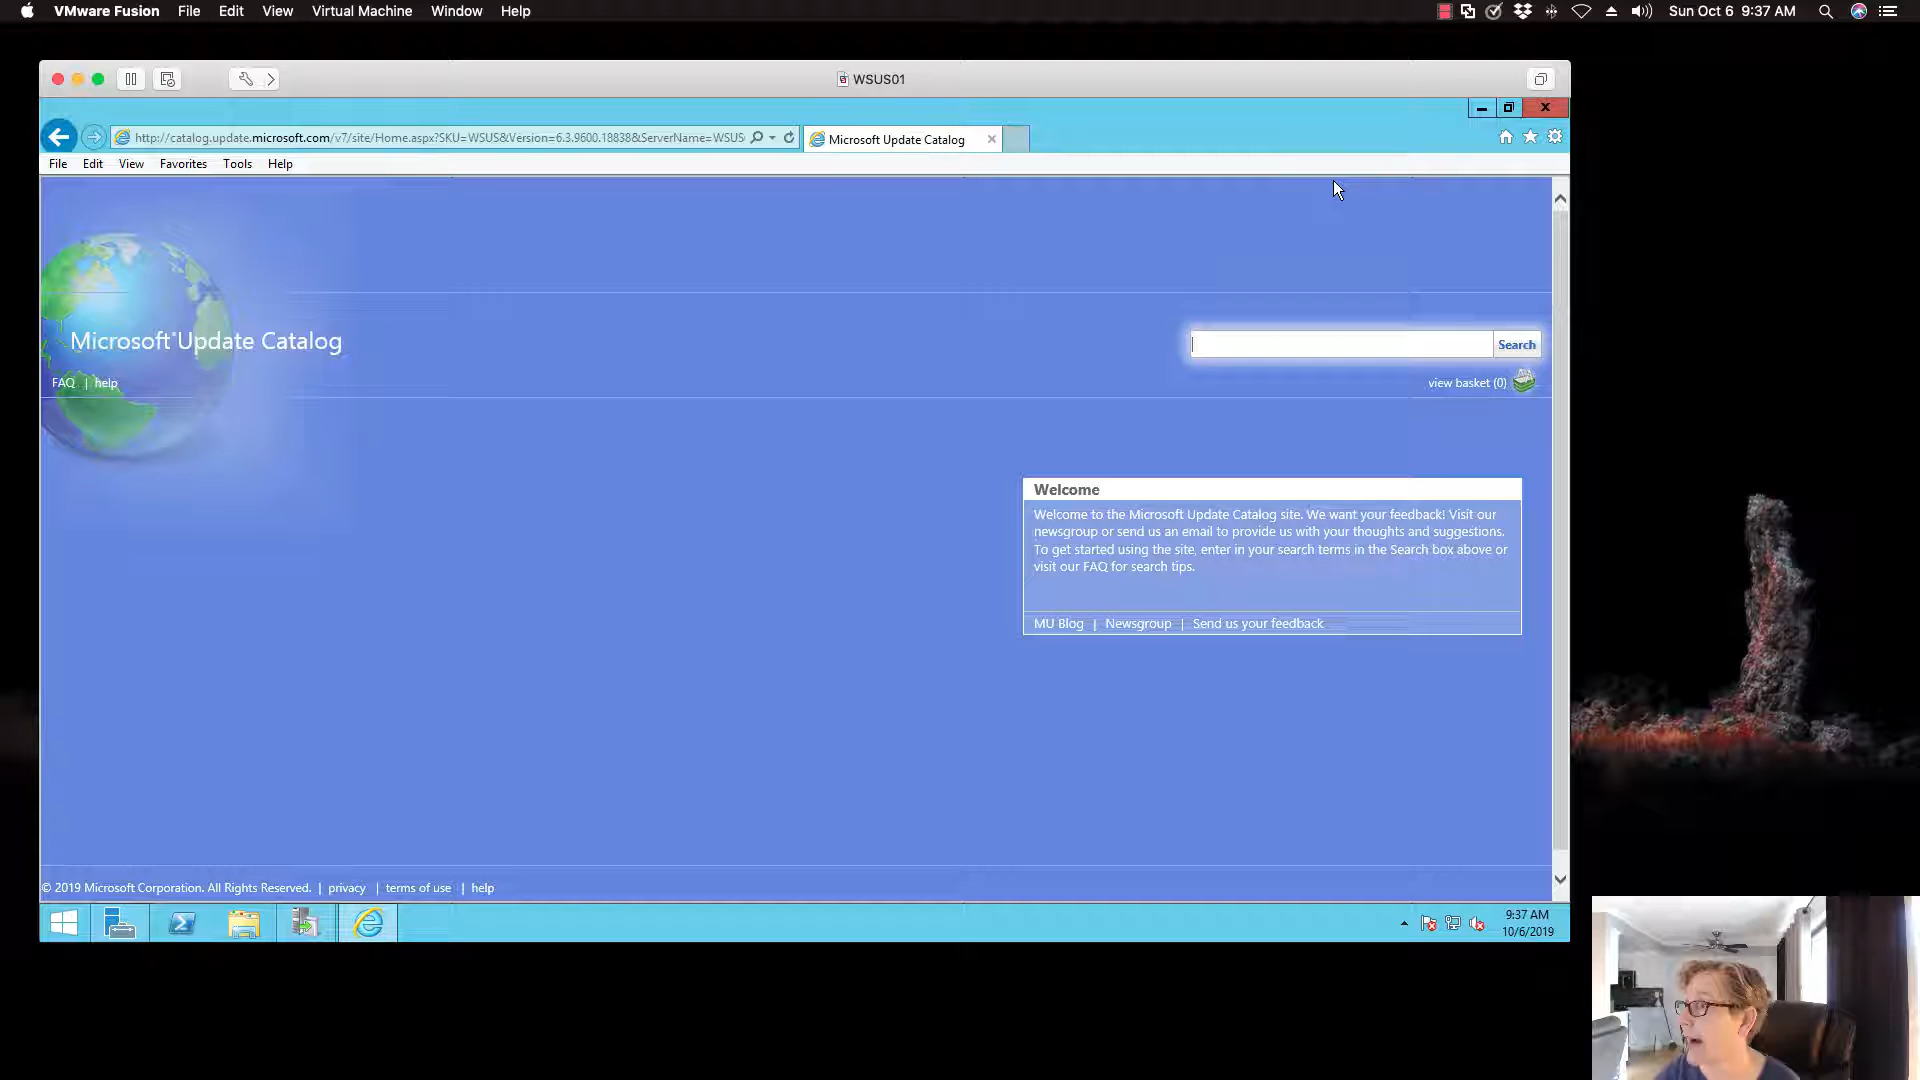 VMware Fusion File Edit View Virtual Machine Window Help Sun Oct 6 9:37 AM
WSUS01
http://catalog.update.microsoft.com/v7/site/Home.aspx?SKU=WSUS&Version=6.3.9600.18838&ServerName=WSUS Microsoft Update Catalog
File Edit View Favorites Tools Help
Microsoft® Update Catalog
Search
FAQ | help
view basket (0)
Welcome
Welcome to the Microsoft Update Catalog site. We want your feedback! Visit our
newsgroup or send us an email to provide us with your thoughts and suggestions.
To get started using the site, enter in your search terms in the Search box above or
visit our FAQ for search tips.
MU Blog | Newsgroup | Send us your feedback
© 2019 Microsoft Corporation. All Rights Reserved. | privacy | terms of use | help
9:37 AM
10/6/2019